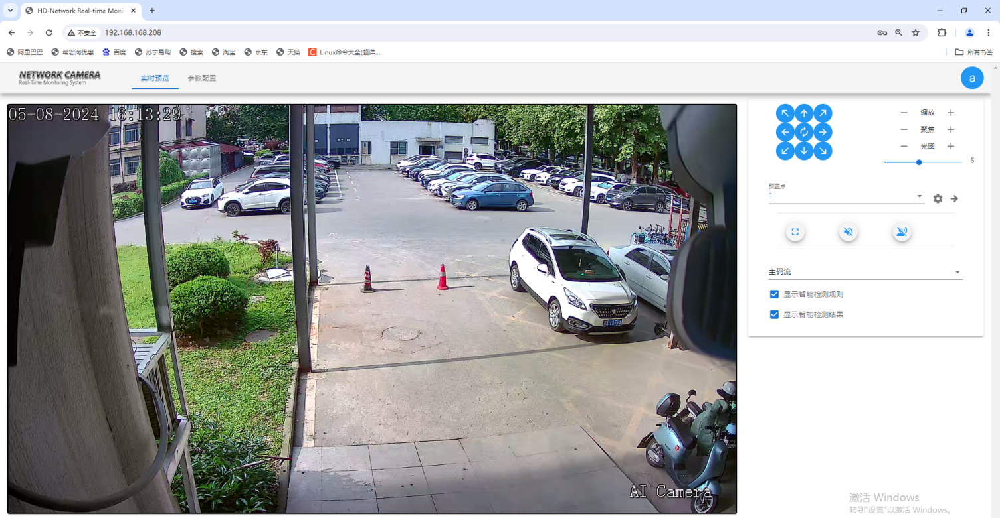 HD-Network Real-time Moni
不安全
192.168.168.208
阿里巴巴
帮您淘优惠
百度
苏宁易购
搜索
淘宝
京东
天猫
Linux命令大全(超详...
所有书签
NETWORK CAMERA
Real-Time Monitoring System
实时预览
参数配置
a
05-08-2024 16:13:29
缩放
聚焦
光圈
5
预置点
1
主码流
显示智能检测规则
显示智能检测结果
AI Camera
激活 Windows
转到"设置"以激活 Windows。